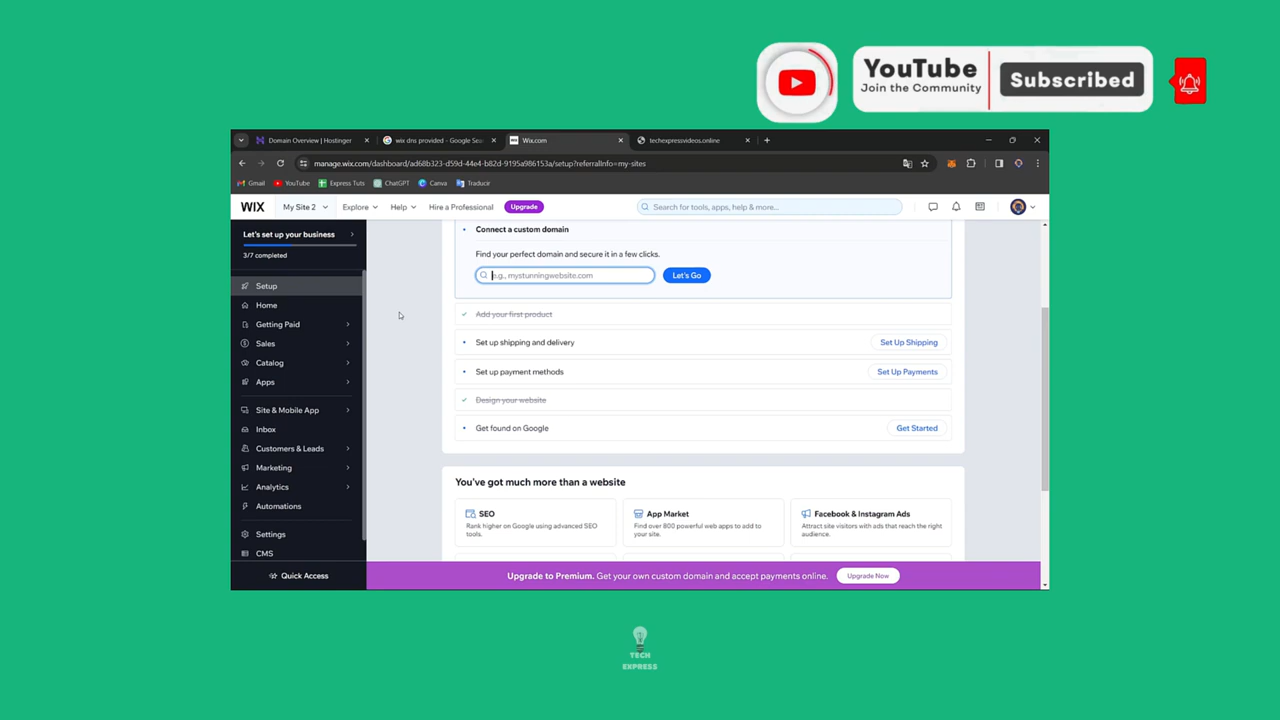 YouTube
Join the Community
Subscribed
Domain Overview | Hostinger
wix dns provided - Google Sea
Wix.com
techexpressvideos.online
manage.wix.com/dashboard/ad68b323-d59d-44e4-b82d-9195a986153a/setup?referralInfo=my-sites
Gmail
YouTube
Express Tuts
ChatGPT
Canva
Traducir
WIX
My Site 2
Explore
Help
Hire a Professional
Upgrade
Search for tools, apps, help & more...
Let's set up your business
3/7 completed
Setup
Home
Getting Paid
Sales
Catalog
Apps
Site & Mobile App
Inbox
Customers & Leads
Marketing
Analytics
Automations
Settings
CMS
Quick Access
Connect a custom domain
Find your perfect domain and secure it in a few clicks.
e.g., mystunningwebsite.com
Let's Go
Add your first product
Set up shipping and delivery
Set Up Shipping
Set up payment methods
Set Up Payments
Design your website
Get found on Google
Get Started
You've got much more than a website
SEO
Rank higher on Google using advanced SEO
tools.
App Market
Find over 800 powerful web apps to add to
your site.
Facebook & Instagram Ads
Attract site visitors with ads that reach the right
audience.
Upgrade to Premium. Get your own custom domain and accept payments online.
Upgrade Now
TECH
EXPRESS